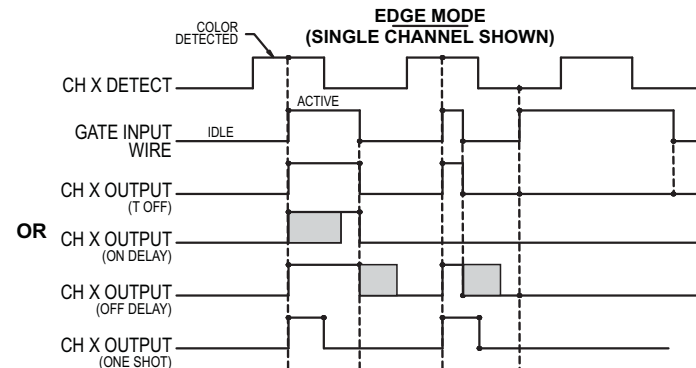 EDGE MODE
(SINGLE CHANNEL SHOWN)
COLOR
DETECTED
CH X DETECT
ACTIVE
GATE INPUT
WIRE
IDLE
CH X OUTPUT
(T OFF)
OR
CH X OUTPUT
(ON DELAY)
CH X OUTPUT
(OFF DELAY)
CH X OUTPUT
(ONE SHOT)